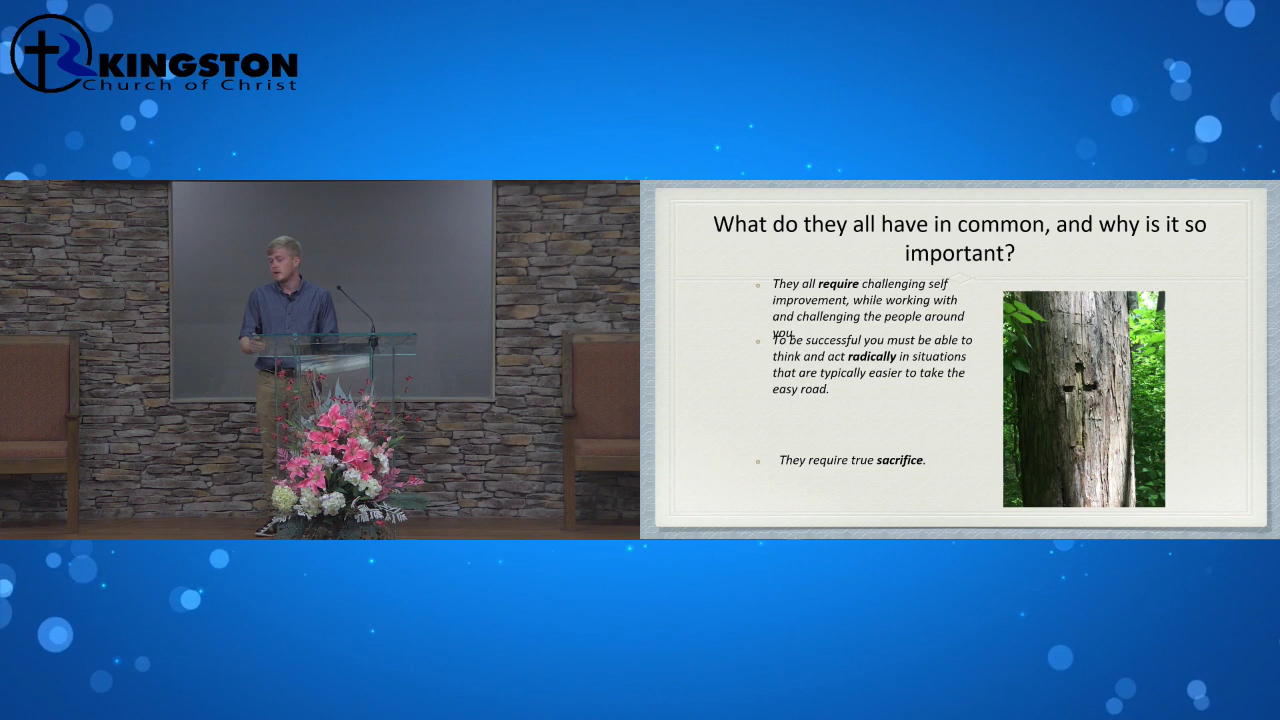 KINGSTON
Church of Christ
What do they all have in common, and why is it so
important?
They all require challenging self
improvement, while working with
and challenging the people around
you.
To be successful you must be able to
think and act radically in situations
that are typically easier to take the
easy road.
They require true sacrifice.